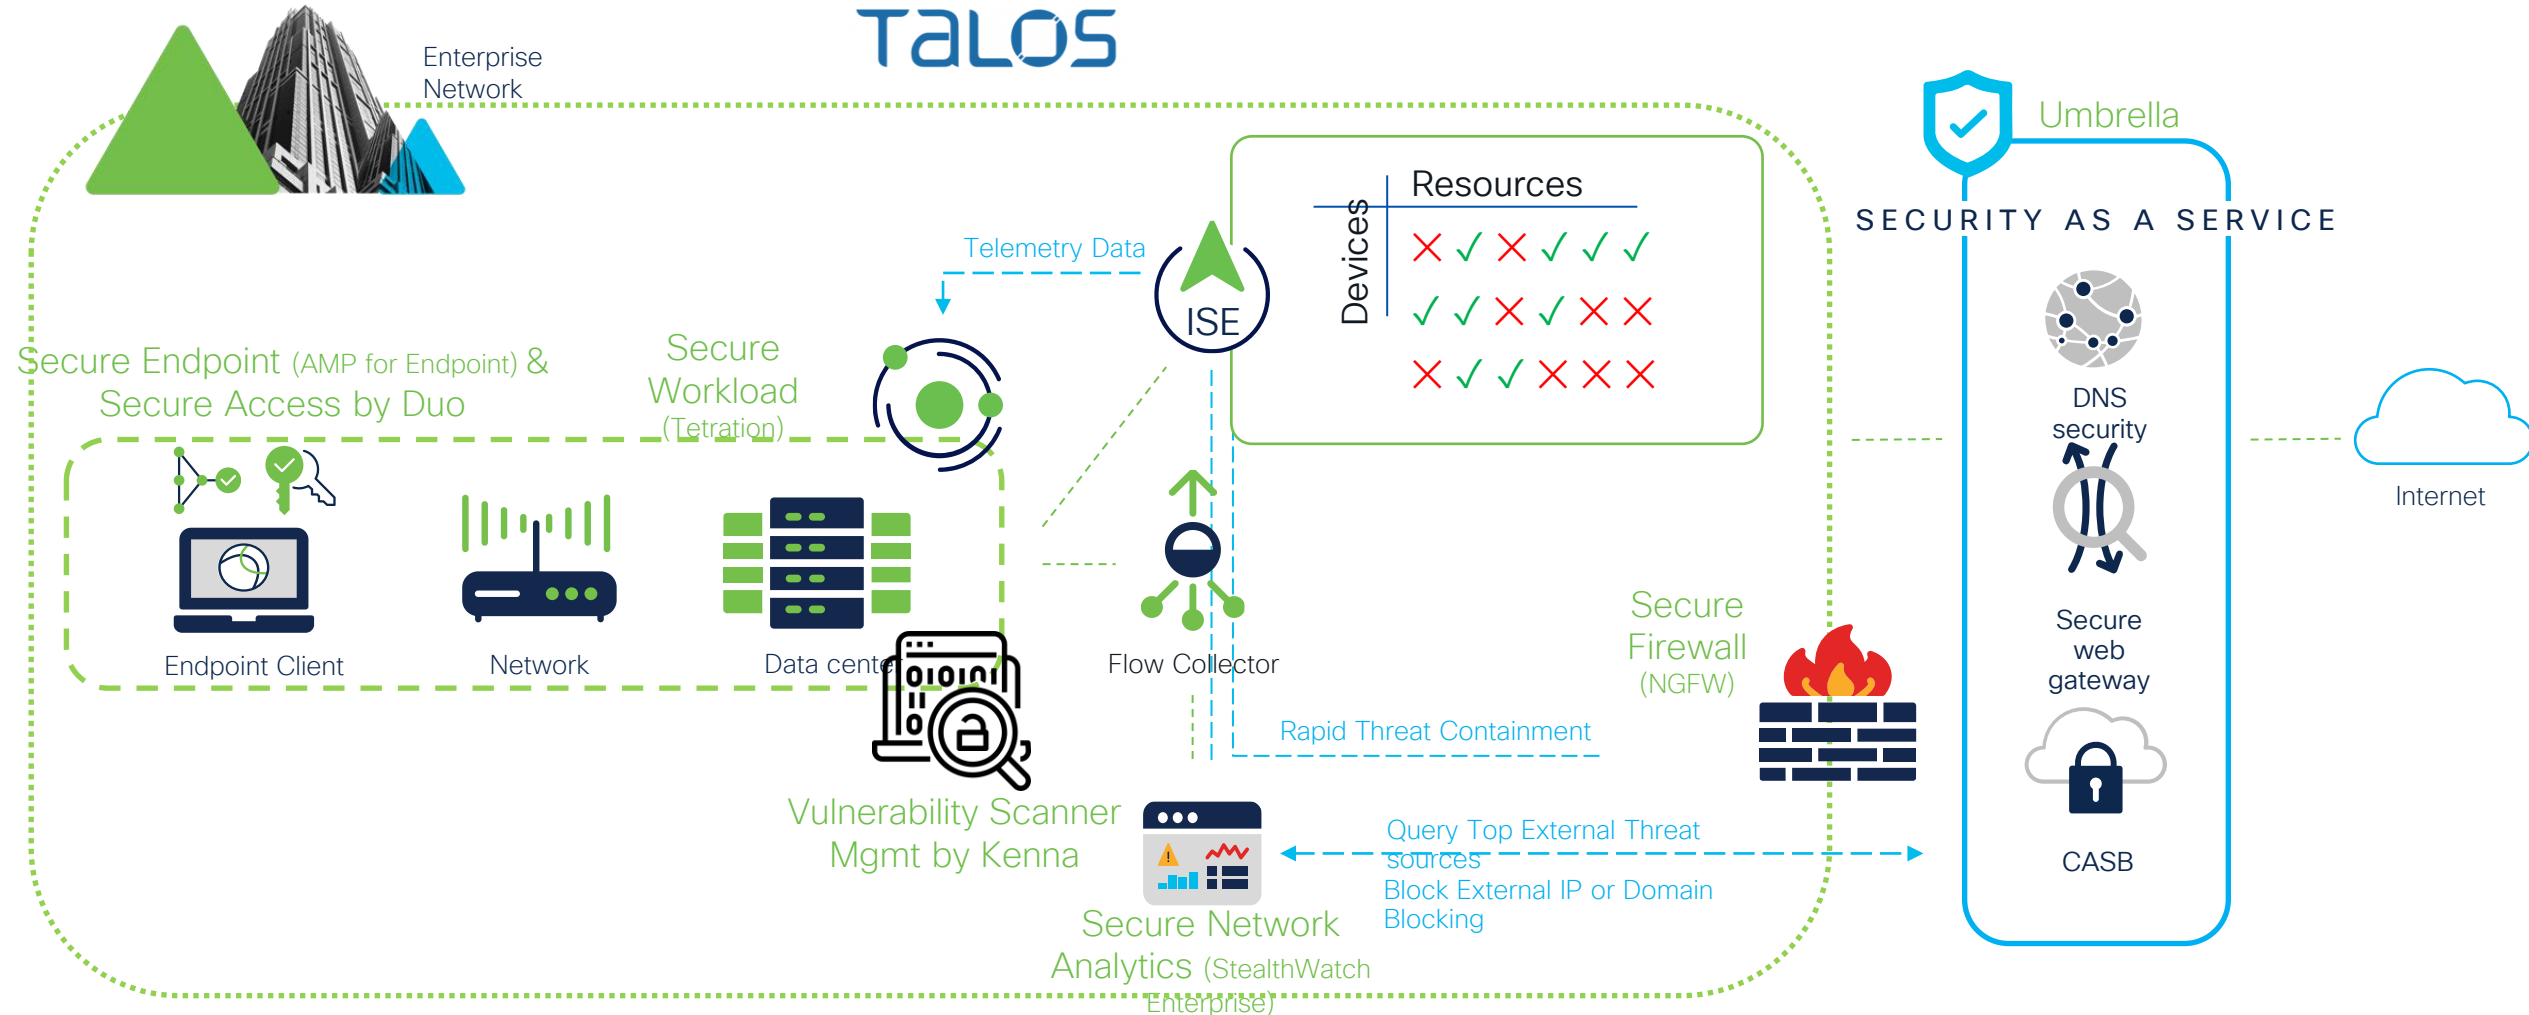 TALOS
Enterprise
Network
Umbrella
SECURITY AS A SERVICE
Resources
Devices
Telemetry Data
ISE
Secure Endpoint (AMP for Endpoint) &
Secure Access by Duo
Secure
Workload
(Tetration)
DNS
security
Internet
Endpoint Client
Network
Data center
Flow Collector
Secure
Firewall
(NGFW)
Secure
web
gateway
Rapid Threat Containment
Vulnerability Scanner
Mgmt by Kenna
Query Top External Threat
sources
Block External IP or Domain
Blocking
CASB
Secure Network
Analytics (StealthWatch
Enterprise)